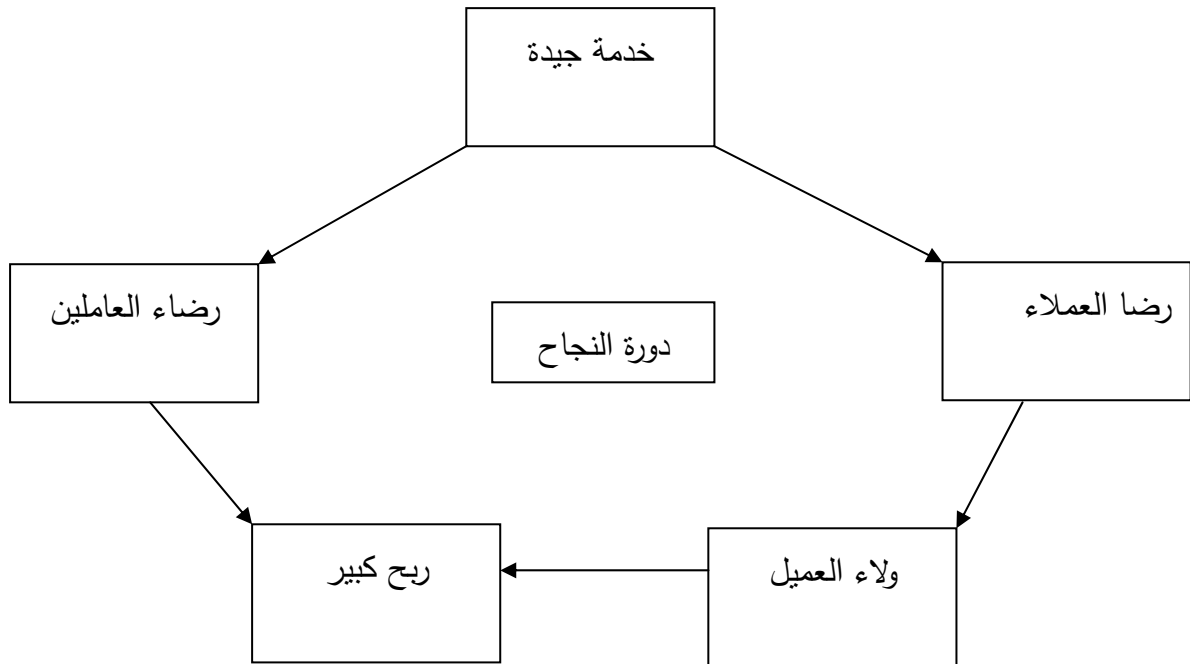 خدمة جيدة
رضا العملاء
رضاء العاملين
دورة النجاح
ولاء العميل
ربح كبير